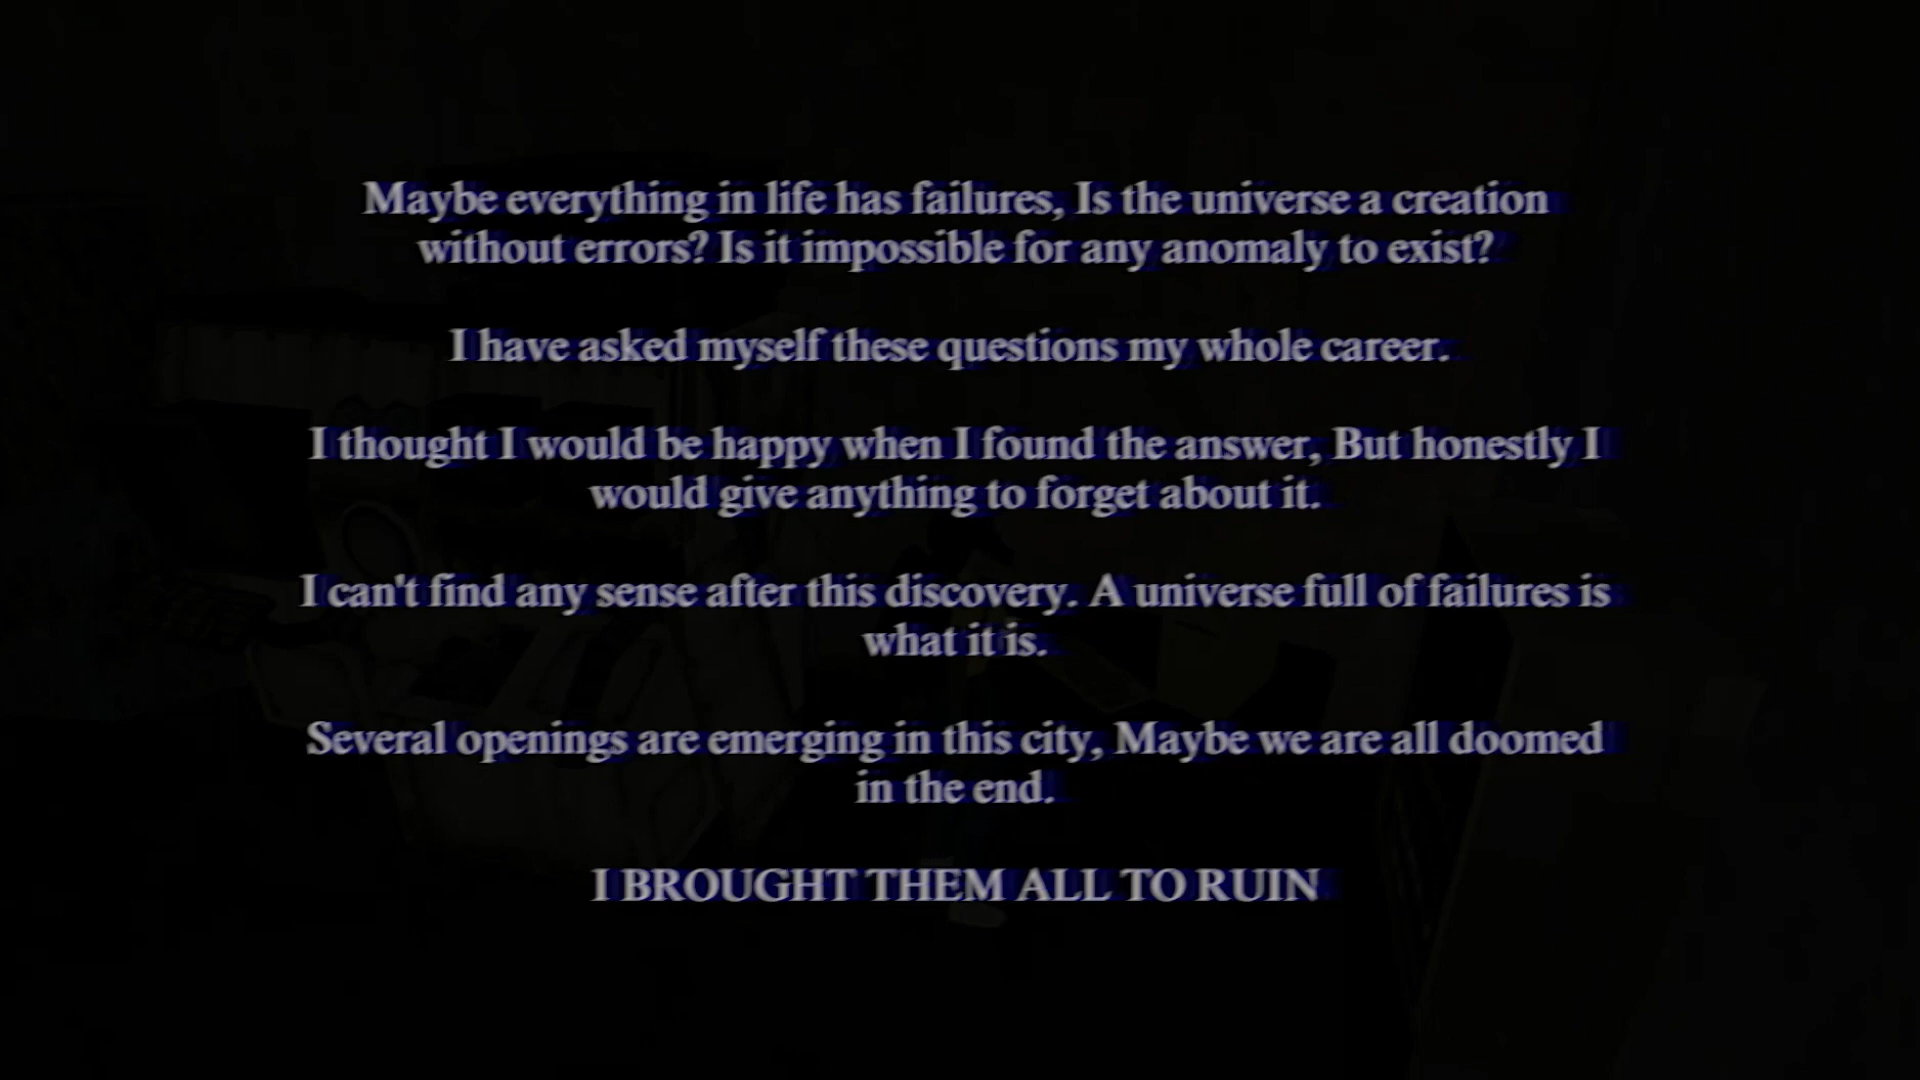 Maybe everything in life has failures, Is the universe a creation
without errors? Is it impossible for any anomaly to exist?
I have asked myself these questions my whole career.
I thought I would be happy when I found the answer, But honestly I
would give anything to forget about it.
I can't find any sense after this discovery. A universe full of failures is
what it is.
Several openings are emerging in this city, Maybe we are all doomed
in the end.
I BROUGHT THEM ALL TO RUIN